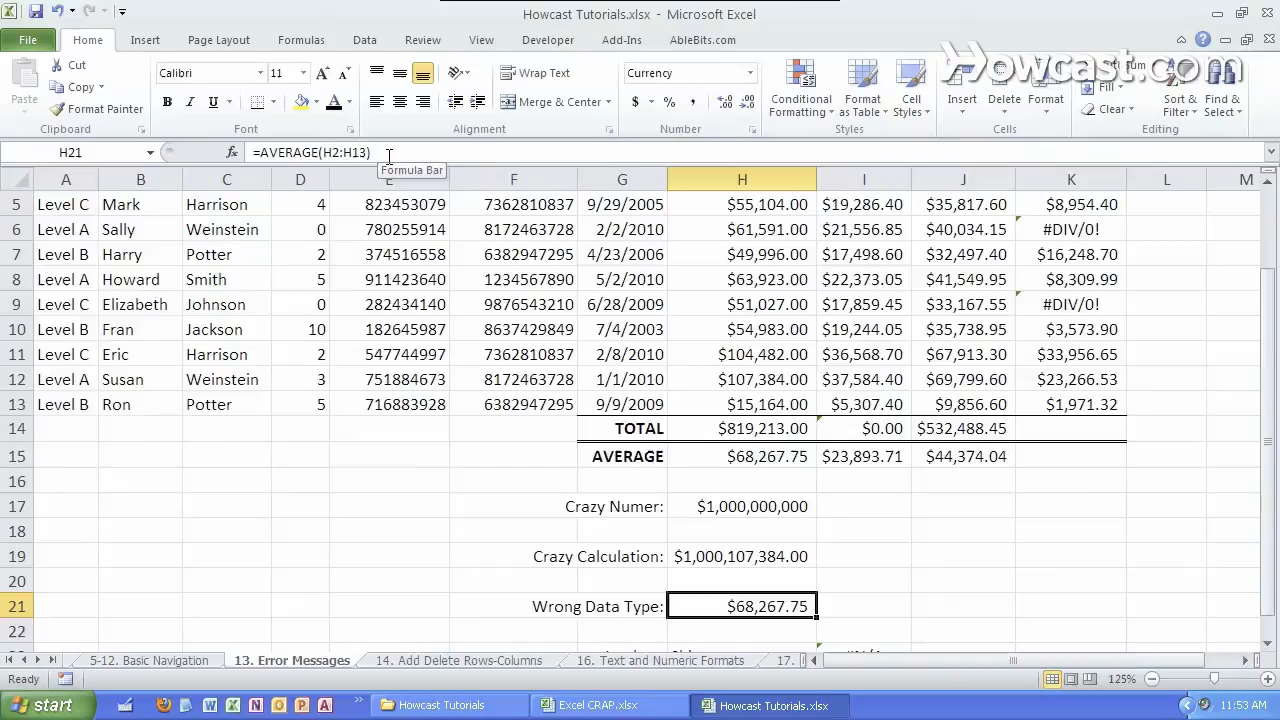 Howcast Tutorials.xlsx - Microsoft Excel
File Home Insert Page Layout Formulas Data Review View Developer Add-Ins AbleBits.com
Howcast.com
Cut
Copy
Format Painter
Paste
Clipboard
Calibri 11
B I U A
Font
Wrap Text
Merge & Center
Alignment
Currency
$ % ,
Number
Conditional Formatting
Format as Table
Cell Styles
Styles
Insert Delete Format
Cells
Fill
Clear
Sort & Filter
Find & Select
Editing
H21 fx =AVERAGE(H2:H13)
Formula Bar
A B C D E F G H I J K L M
5 Level C Mark Harrison 4 823453079 7362810837 9/29/2005 $55,104.00 $19,286.40 $35,817.60 $8,954.40
6 Level A Sally Weinstein 0 780255914 8172463728 2/2/2010 $61,591.00 $21,556.85 $40,034.15 #DIV/0!
7 Level B Harry Potter 2 374516558 6382947295 4/23/2006 $49,996.00 $17,498.60 $32,497.40 $16,248.70
8 Level A Howard Smith 5 911423640 1234567890 5/2/2010 $63,923.00 $22,373.05 $41,549.95 $8,309.99
9 Level C Elizabeth Johnson 0 282434140 9876543210 6/28/2009 $51,027.00 $17,859.45 $33,167.55 #DIV/0!
10 Level B Fran Jackson 10 182645987 8637429849 7/4/2003 $54,983.00 $19,244.05 $35,738.95 $3,573.90
11 Level C Eric Harrison 2 547744997 7362810837 2/8/2010 $104,482.00 $36,568.70 $67,913.30 $33,956.65
12 Level A Susan Weinstein 3 751884673 8172463728 1/1/2010 $107,384.00 $37,584.40 $69,799.60 $23,266.53
13 Level B Ron Potter 5 716883928 6382947295 9/9/2009 $15,164.00 $5,307.40 $9,856.60 $1,971.32
14 TOTAL $819,213.00 $0.00 $532,488.45
15 AVERAGE $68,267.75 $23,893.71 $44,374.04
16
17 Crazy Numer: $1,000,000,000
18
19 Crazy Calculation: $1,000,107,384.00
20
21 Wrong Data Type: $68,267.75
22
5-12. Basic Navigation 13. Error Messages 14. Add Delete Rows-Columns 16. Text and Numeric Formats 17.
Ready 125%
start Howcast Tutorials Excel CRAP.xlsx Howcast Tutorials.xlsx 11:53 AM